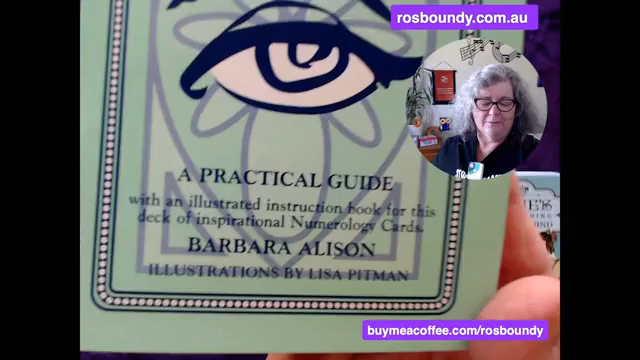 rosboundy.com.au
A PRACTICAL GUIDE
with an illustrated instruction book for this
deck of inspirational Numerology Cards.
BARBARA ALISON
ILLUSTRATIONS BY LISA PITMAN
buymeacoffee.com/rosboundy